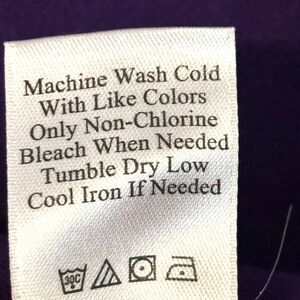 Machine Wash Cold
With Like Colors
Only Non-Chlorine
Bleach When Needed
Tumble Dry Low
Cool Iron If Needed
30C